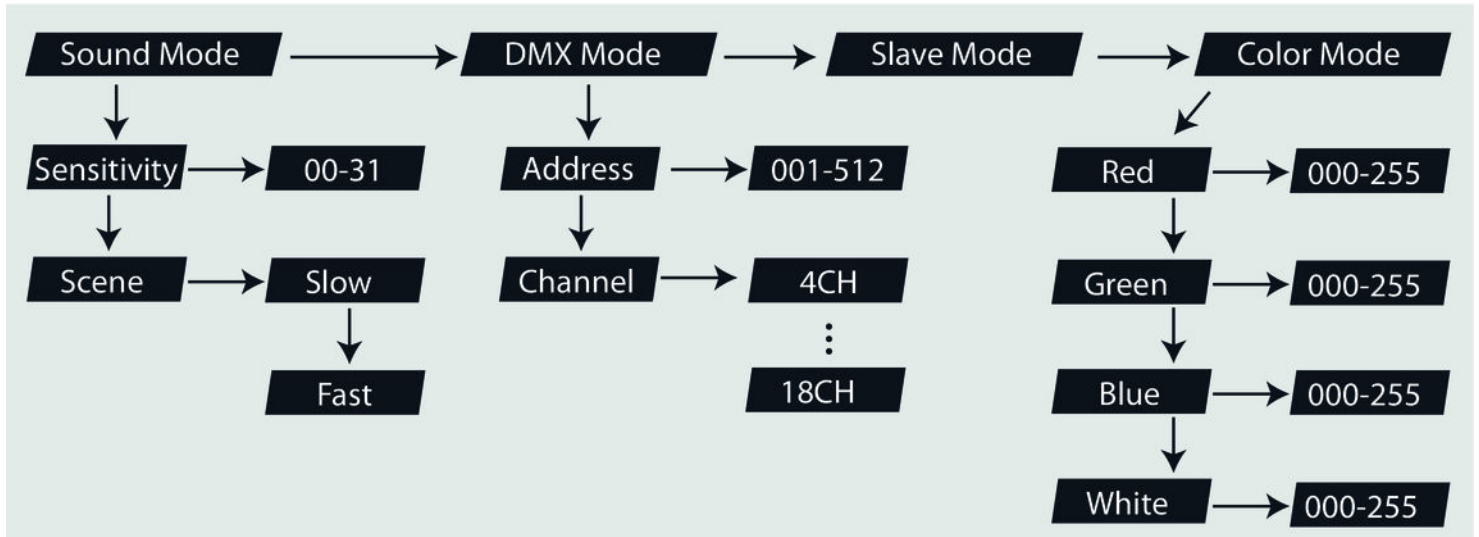 Sound Mode DMX Mode Slave Mode Color Mode
Sensitivity 00-31 Address 001-512 Red 000-255
Scene Slow Channel 4CH Green 000-255
Fast 18CH Blue 000-255
White 000-255